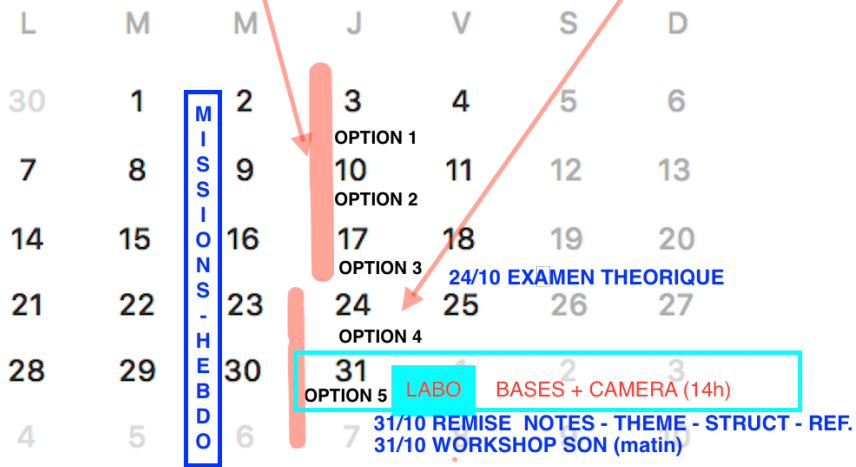 L M M J V S D
30 1 2 3 4 5 6
OPTION 1
7 8 9 10 11 12 13
OPTION 2
14 15 16 17 18 19 20
OPTION 3
24/10 EXAMEN THEORIQUE
21 22 23 24 25 26 27
OPTION 4
28 29 30 31 1 2 3
OPTION 5 LABO BASES + CAMERA (14h)
31/10 REMISE NOTES - THEME - STRUCT - REF.
31/10 WORKSHOP SON (matin)
4 5 6 7
MISSIONS - HEBDO